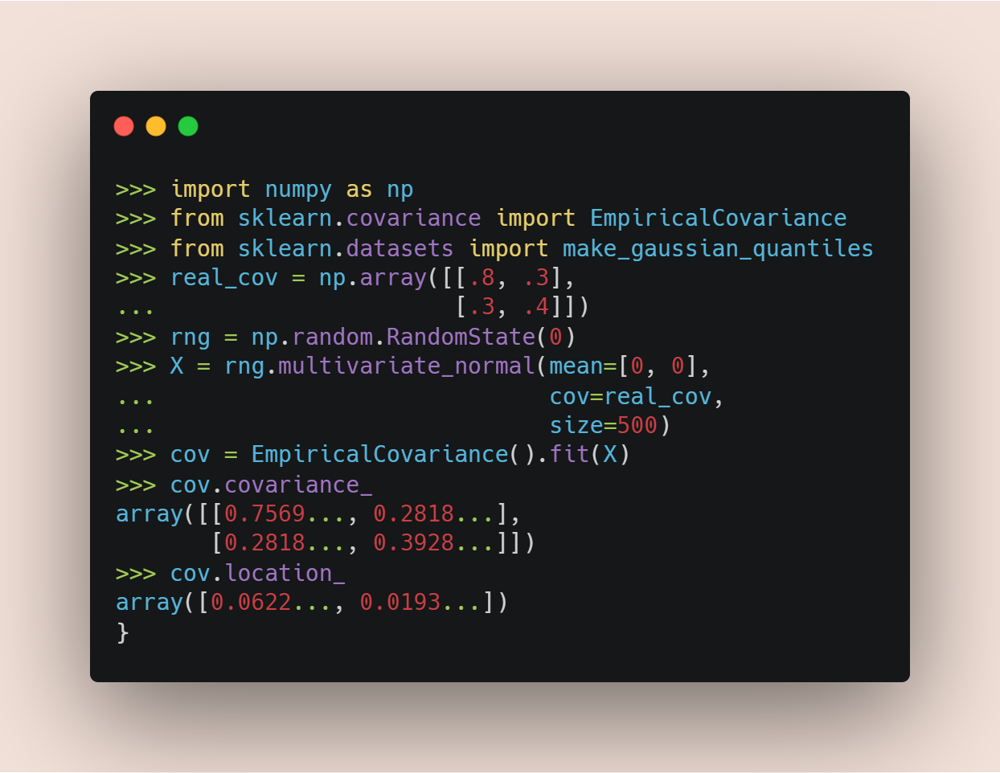 >>> import numpy as np
>>> from sklearn.covariance import EmpiricalCovariance
>>> from sklearn.datasets import make_gaussian_quantiles
>>> real_cov = np.array([[.8, .3],
...                      [.3, .4]])
>>> rng = np.random.RandomState(0)
>>> X = rng.multivariate_normal(mean=[0, 0],
...                             cov=real_cov,
...                             size=500)
>>> cov = EmpiricalCovariance().fit(X)
>>> cov.covariance_
array([[0.7569..., 0.2818...],
       [0.2818..., 0.3928...]])
>>> cov.location_
array([0.0622..., 0.0193...])
}